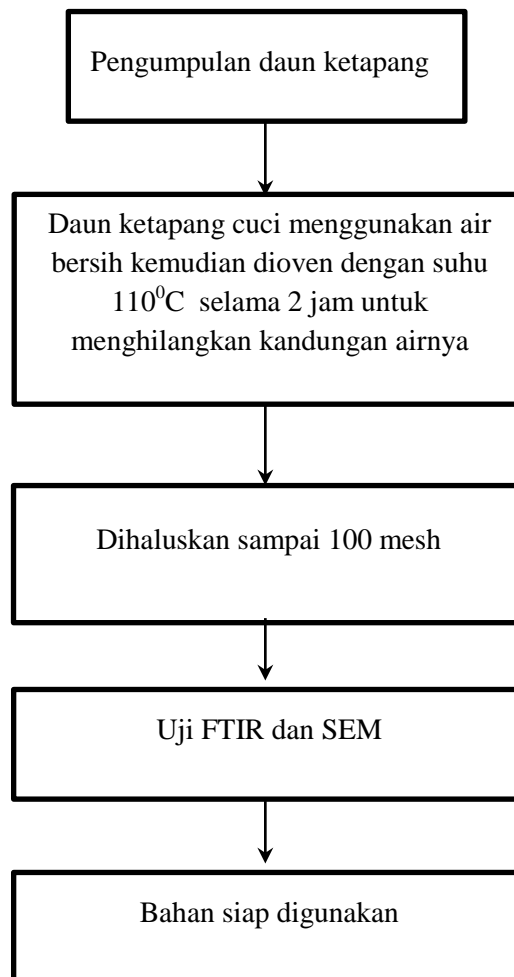 Pengumpulan daun ketapang
Daun ketapang cuci menggunakan air
bersih kemudian dioven dengan suhu
110⁰C selama 2 jam untuk
menghilangkan kandungan airnya
Dihaluskan sampai 100 mesh
Uji FTIR dan SEM
Bahan siap digunakan